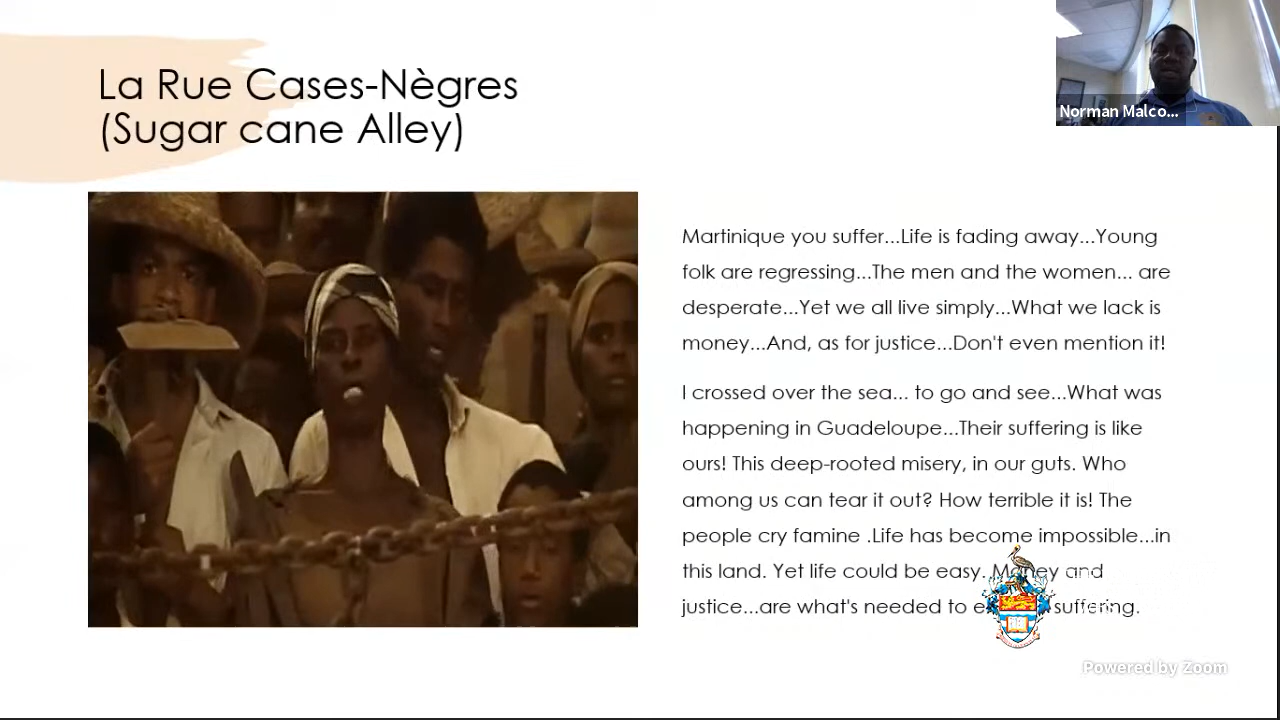 La Rue Cases-Nègres
(Sugar cane Alley)
Norman Malco...
Martinique you suffer...Life is fading away...Young
folk are regressing...The men and the women... are
desperate...Yet we all live simply...What we lack is
money...And, as for justice...Don't even mention it!
I crossed over the sea... to go and see...What was
happening in Guadeloupe...Their suffering is like
ours! This deep-rooted misery, in our guts. Who
among us can tear it out? How terrible it is! The
people cry famine .Life has become impossible...in
this land. Yet life could be easy. Money and
justice...are what's needed to suffering.
Powered by Zoom